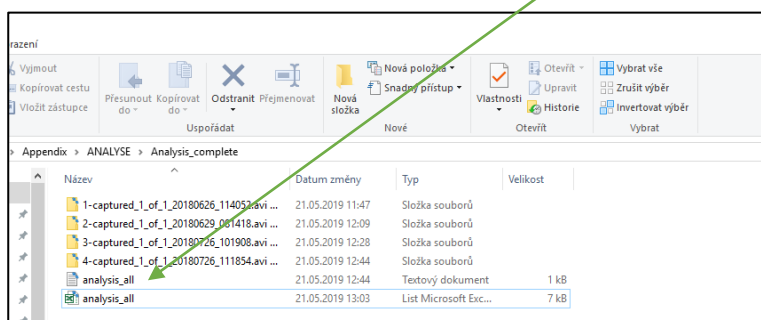 razení
Vyjmout
Kopírovat cestu
Vložit zástupce
Přesunout do
Kopírovat do
Odstranit
Přejmenovat
Uspořádat
Nová složka
Nová položka
Snadný přístup
Nové
Vlastnosti
Otevřít
Upravit
Historie
Otevřít
Vybrat vše
Zrušit výběr
Invertovat výběr
Vybrat
> Appendix > ANALYSE > Analysis_complete
Název Datum změny Typ Velikost
1-captured_1_of_1_20180626_114052.avi ... 21.05.2019 11:47 Složka souborů
2-captured_1_of_1_20180629_081418.avi ... 21.05.2019 12:09 Složka souborů
3-captured_1_of_1_20180726_101908.avi ... 21.05.2019 12:28 Složka souborů
4-captured_1_of_1_20180726_111854.avi ... 21.05.2019 12:44 Složka souborů
analysis_all 21.05.2019 12:44 Textový dokument 1 kB
analysis_all 21.05.2019 13:03 List Microsoft Exc... 7 kB